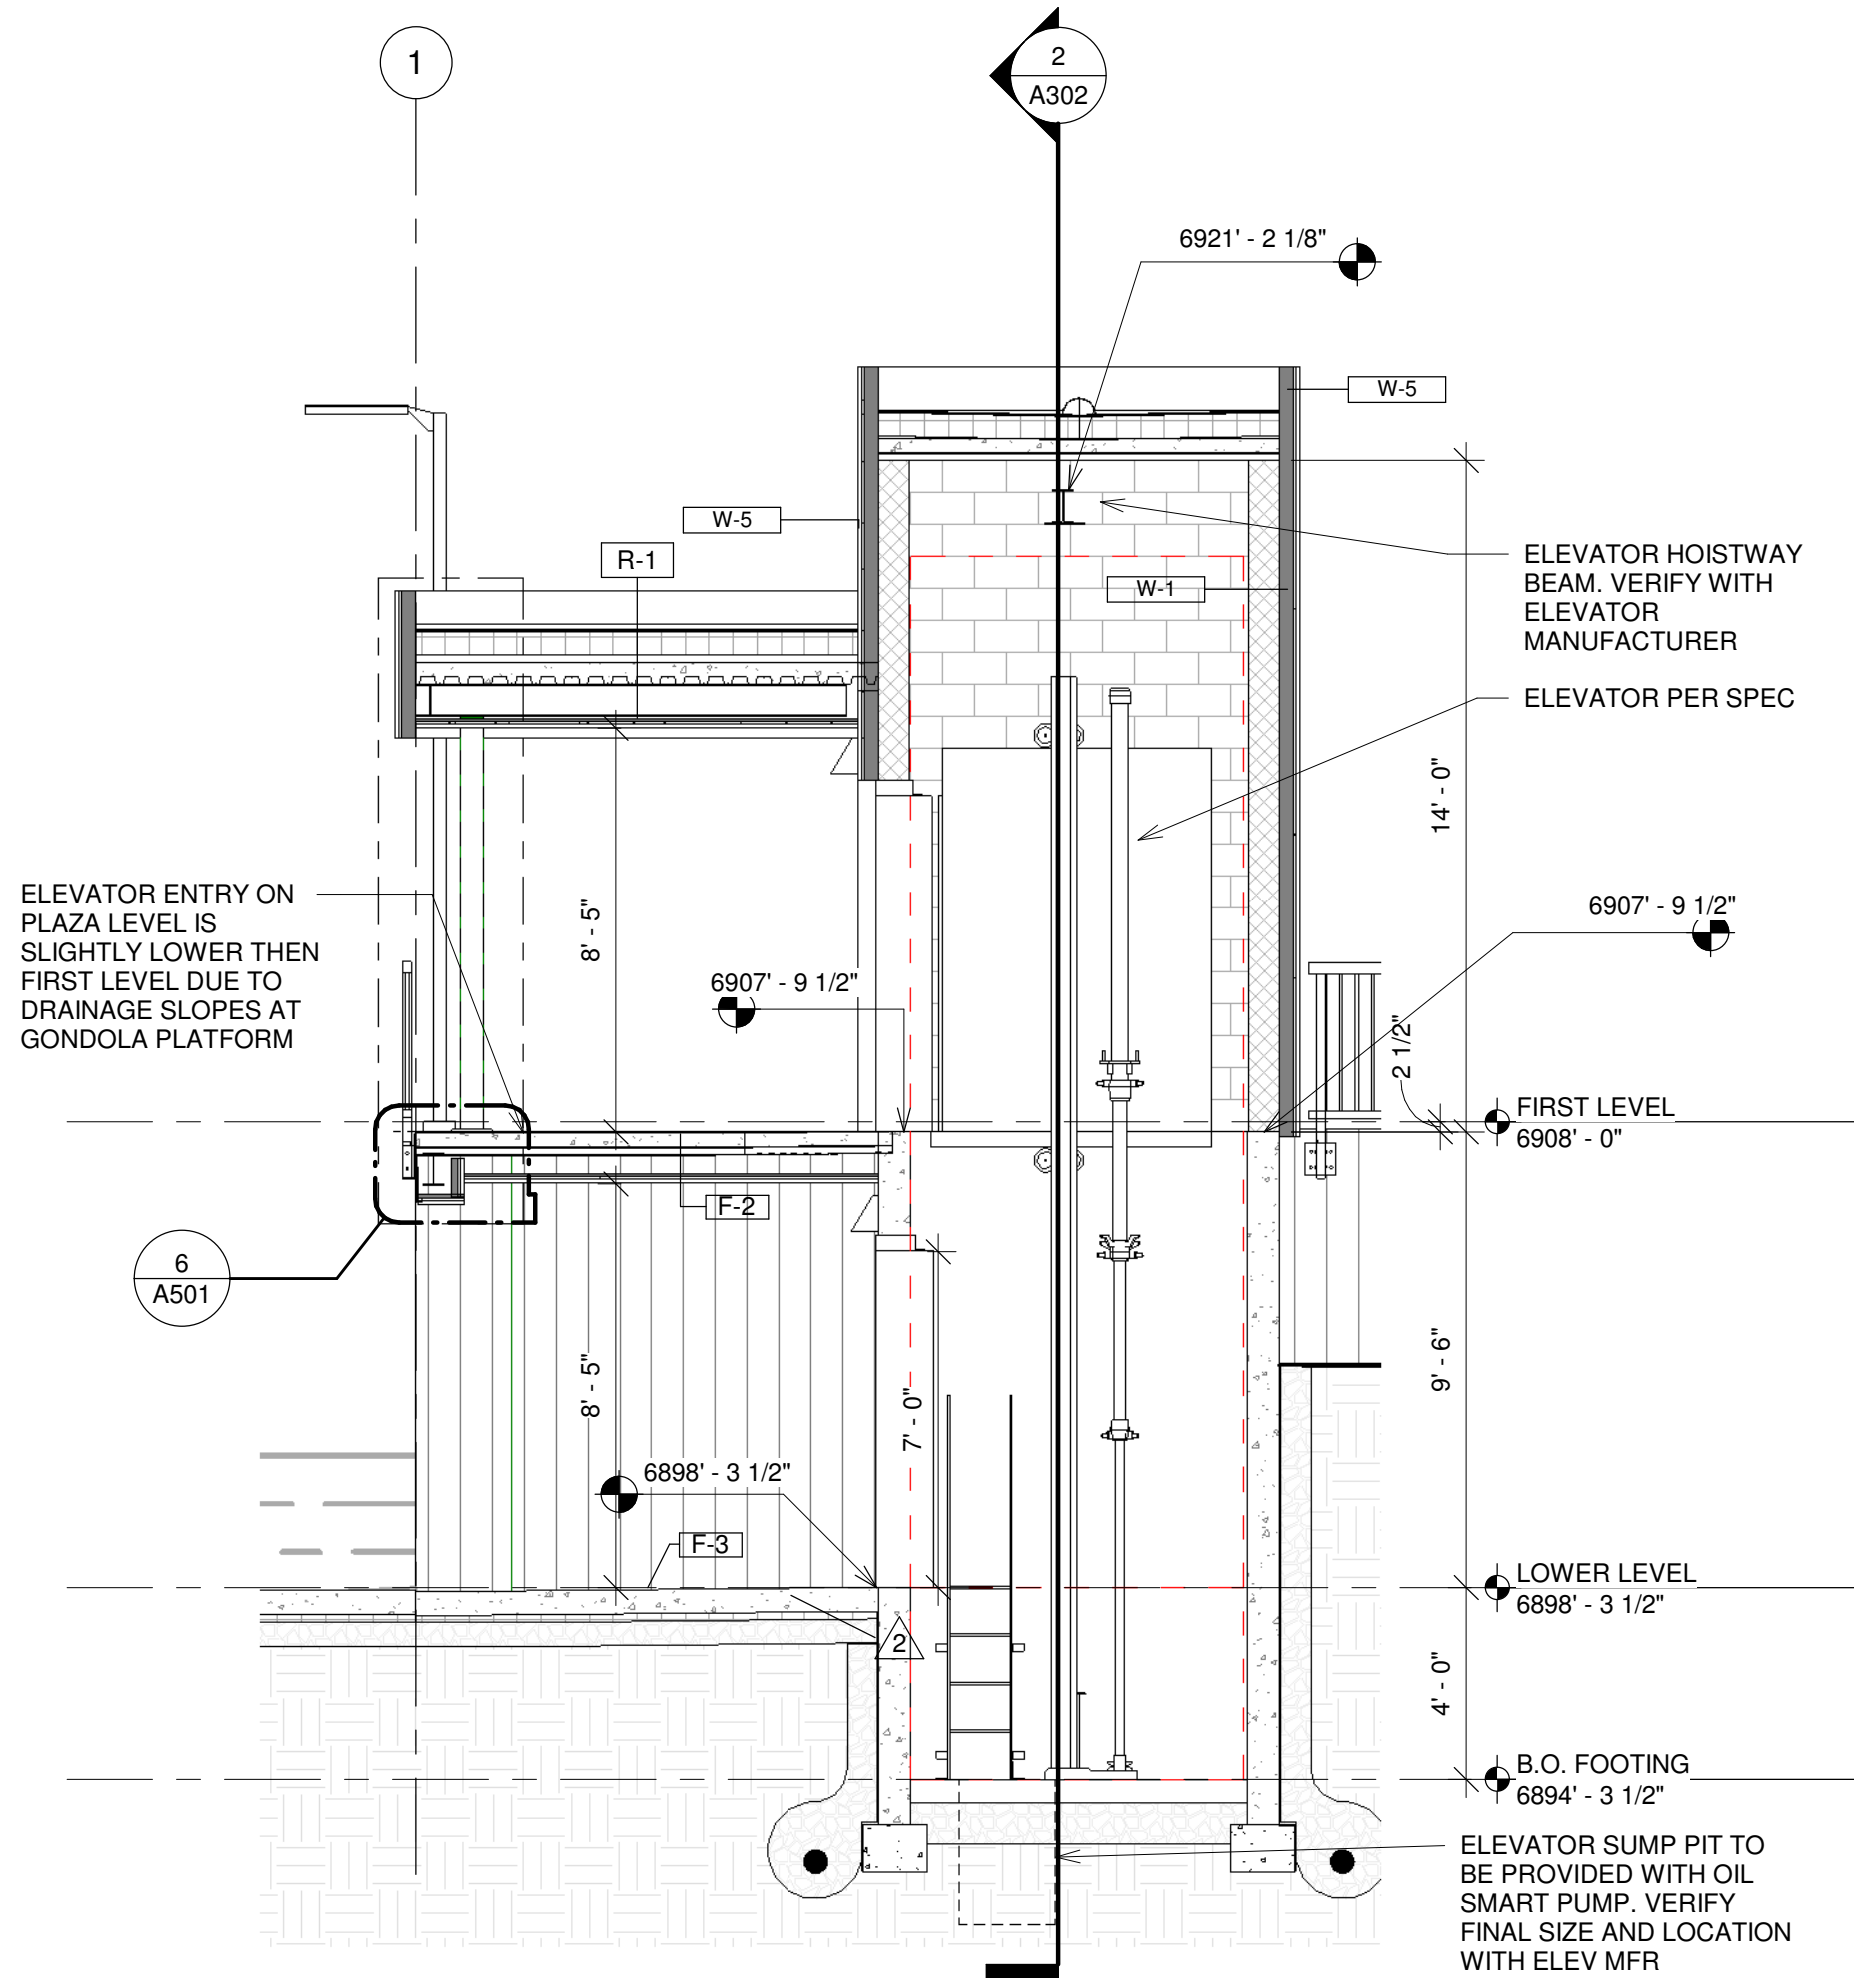 1
2
A302
6921' - 2 1/8"
W-5
W-5
R-1
W-1
ELEVATOR HOISTWAY
BEAM. VERIFY WITH
ELEVATOR
MANUFACTURER
ELEVATOR PER SPEC
14' - 0"
ELEVATOR ENTRY ON
PLAZA LEVEL IS
SLIGHTLY LOWER THEN
FIRST LEVEL DUE TO
DRAINAGE SLOPES AT
GONDOLA PLATFORM
8' - 5"
6907' - 9 1/2"
6907' - 9 1/2"
2 1/2"
FIRST LEVEL
6908' - 0"
F-2
6
A501
8' - 5"
7' - 0"
9' - 6"
6898' - 3 1/2"
F-3
LOWER LEVEL
6898' - 3 1/2"
2
4' - 0"
B.O. FOOTING
6894' - 3 1/2"
ELEVATOR SUMP PIT TO
BE PROVIDED WITH OIL
SMART PUMP. VERIFY
FINAL SIZE AND LOCATION
WITH ELEV MFR